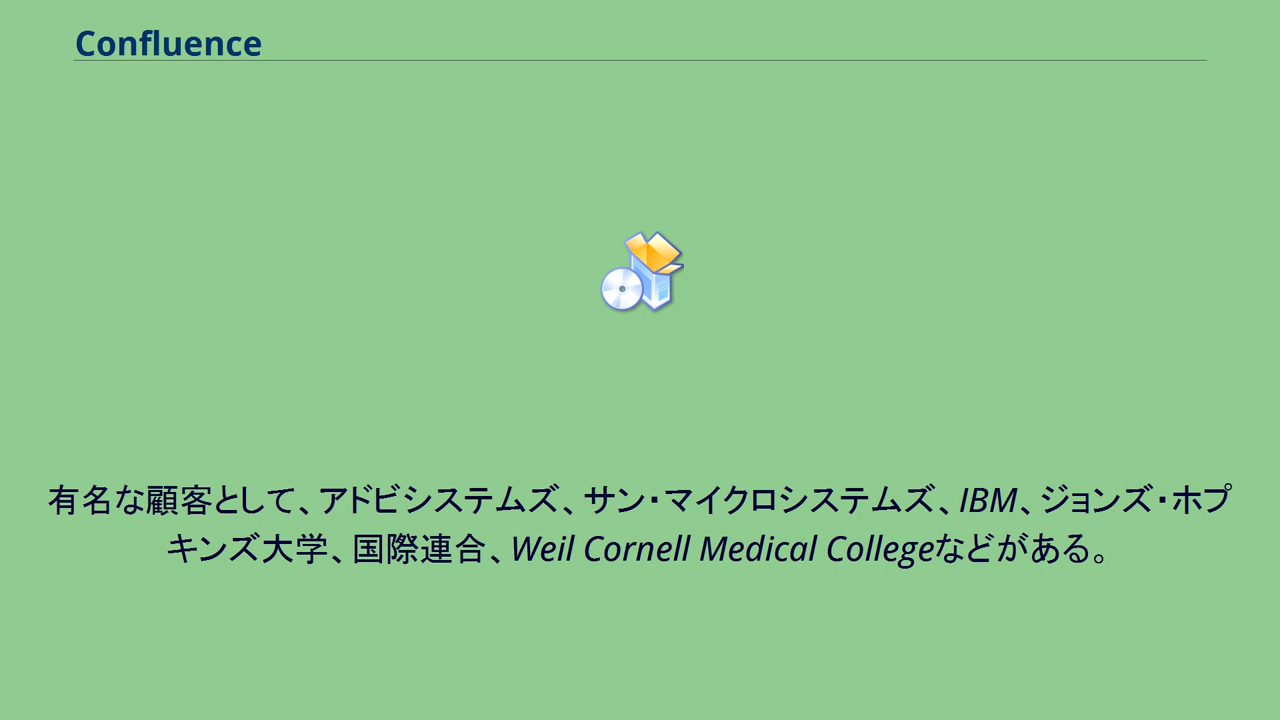 Confluence
有名な顧客として、アドビシステムズ、サン・マイクロシステムズ、IBM、ジョンズ・ホプ
キンズ大学、国際連合、Weil Cornell Medical Collegeなどがある。